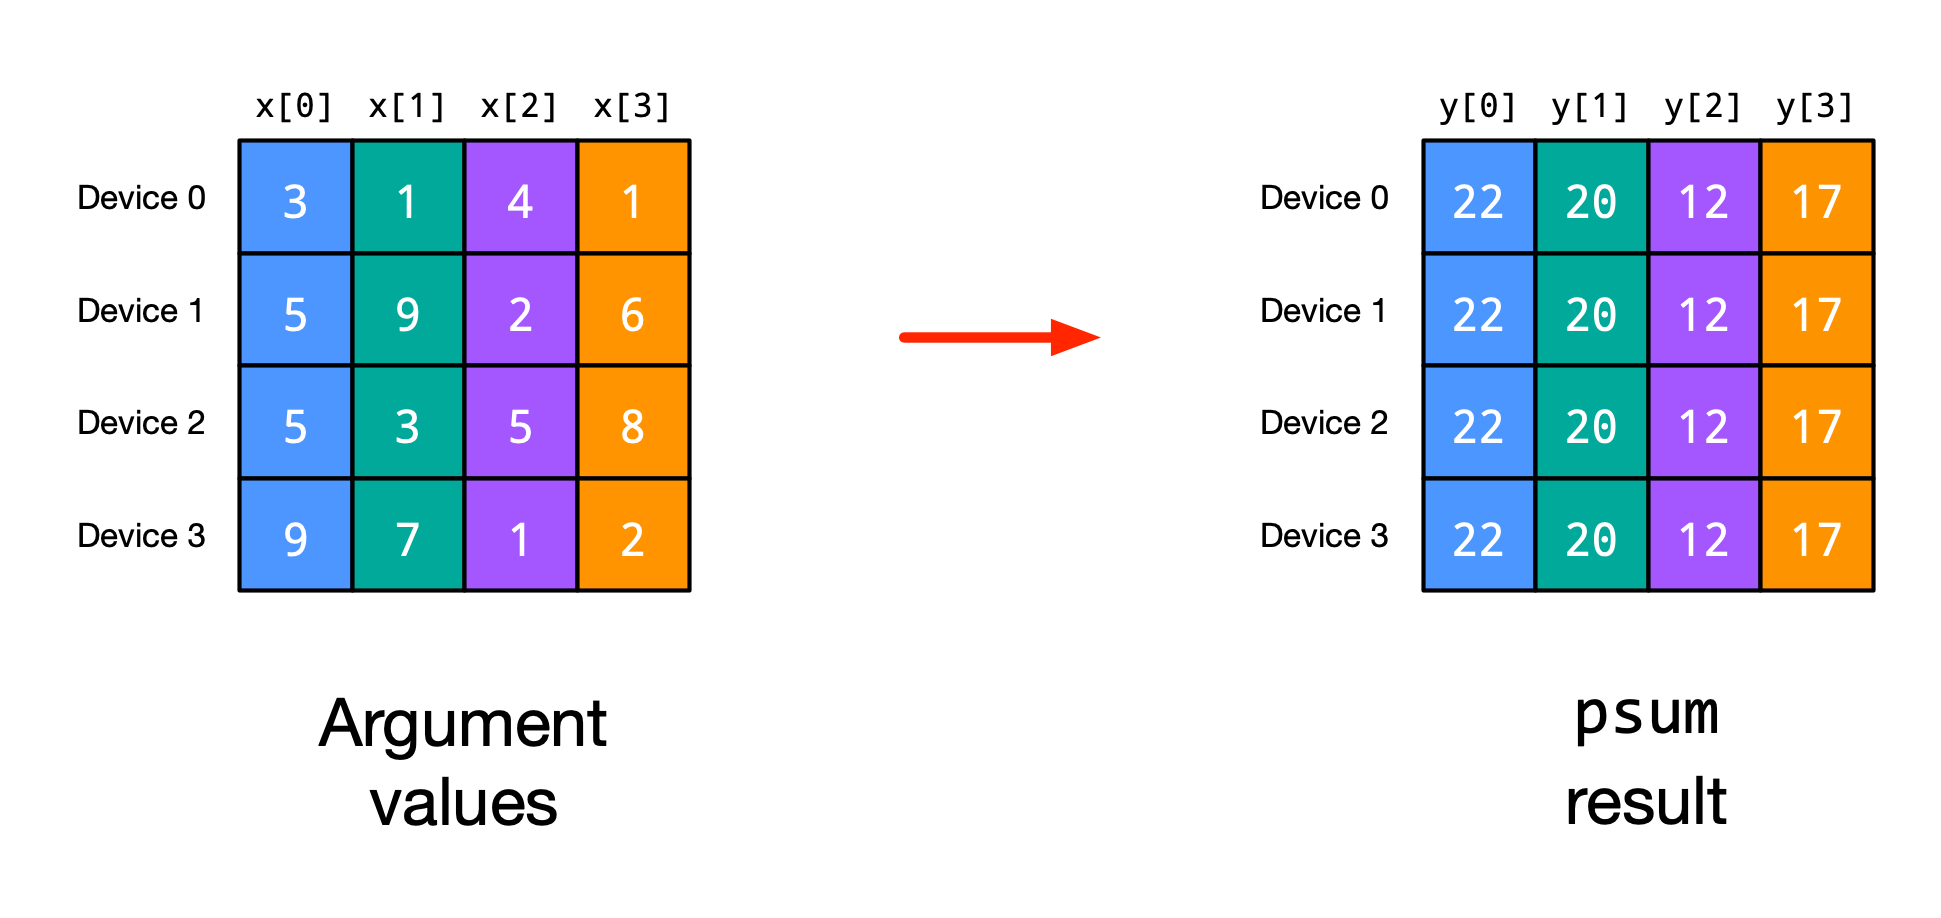 x[0] x[1] x[2] x[3]
Device 0 3 1 4 1
Device 1 5 9 2 6
Device 2 5 3 5 8
Device 3 9 7 1 2
Argument
values
y[0] y[1] y[2] y[3]
Device 0 22 20 12 17
Device 1 22 20 12 17
Device 2 22 20 12 17
Device 3 22 20 12 17
psum
result